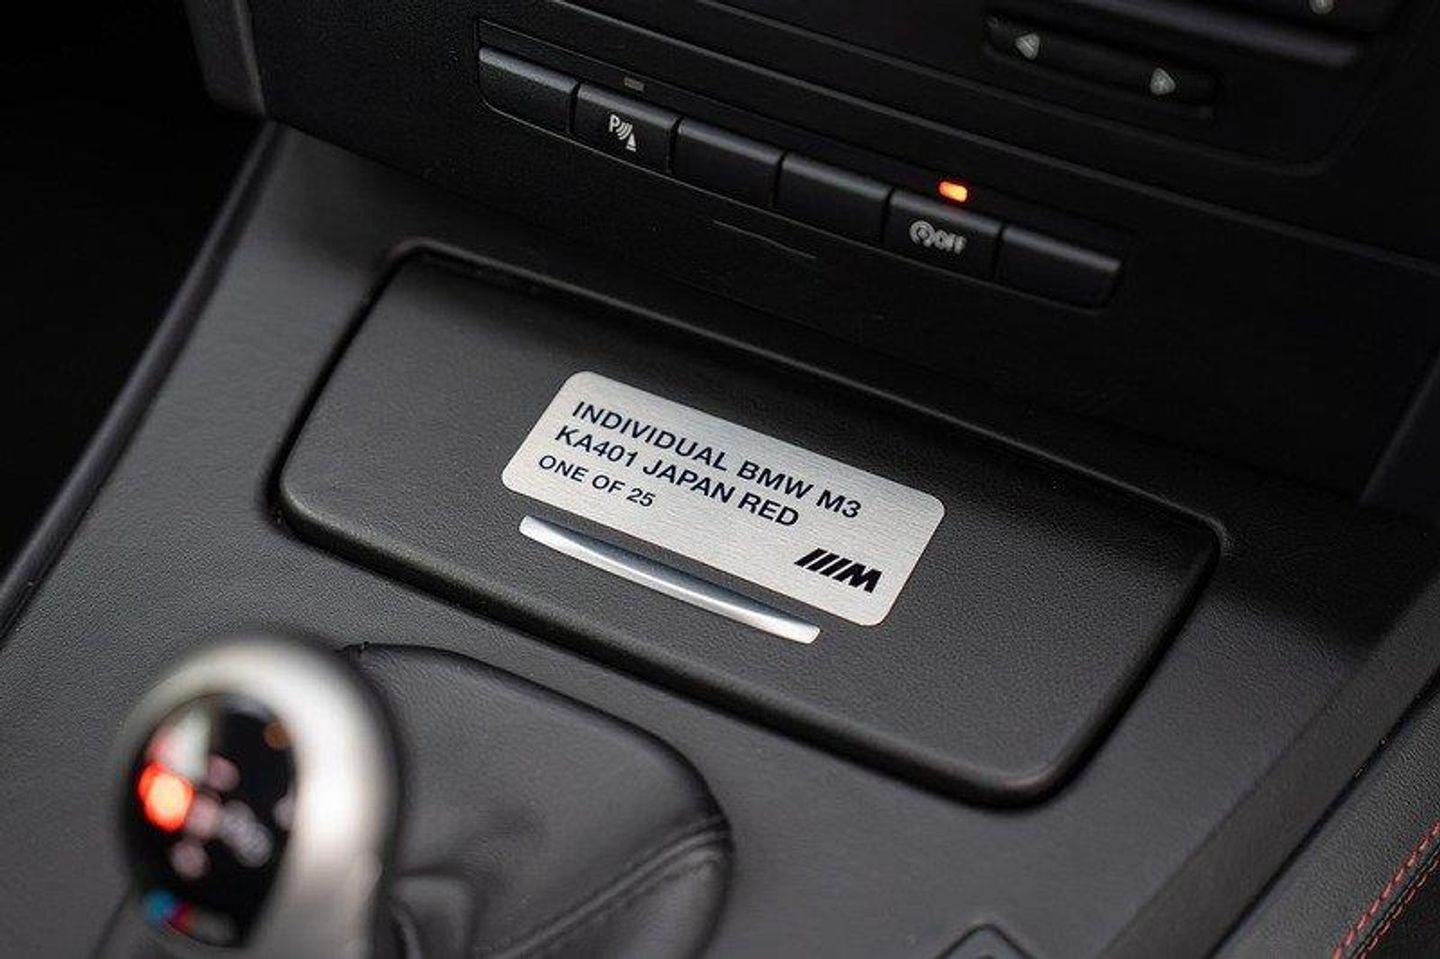 P
OFF
INDIVIDUAL BMW M3
KA401 JAPAN RED
ONE OF 25
M